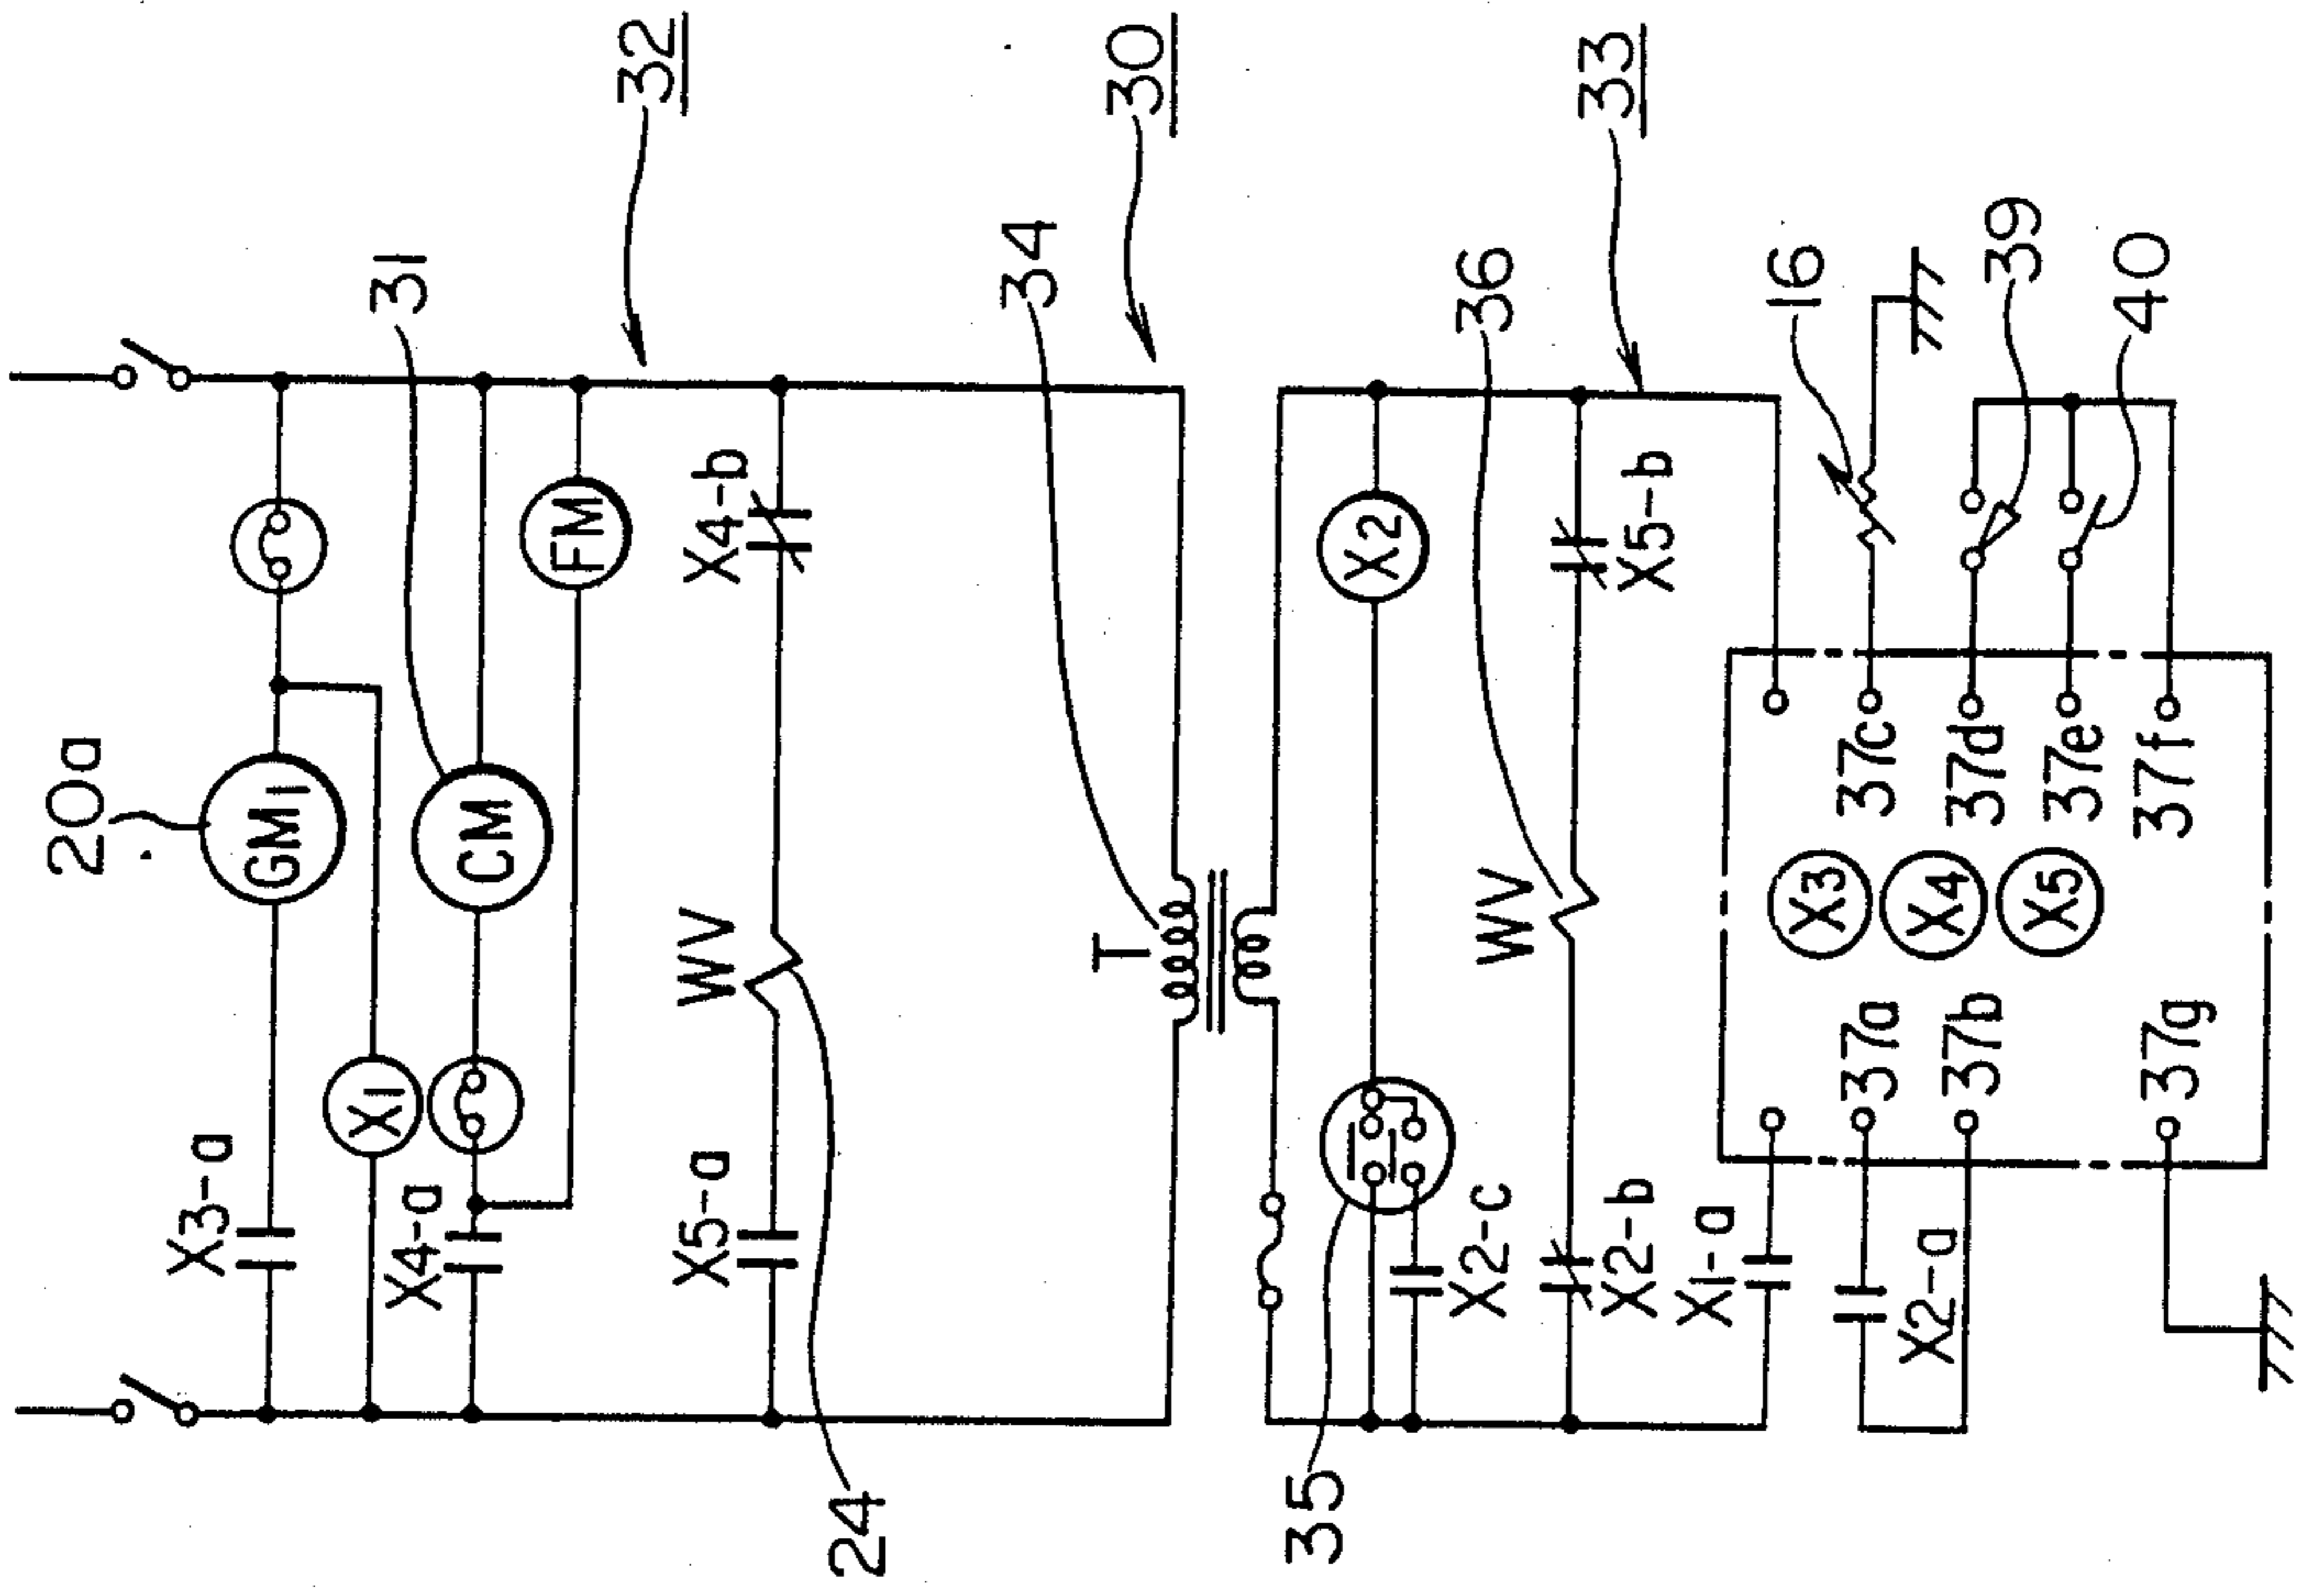 32
30
33
31
34
36
16
39
40
X4-b
FM
X2
X5-b
20a
GM1
CM
WV
T
WV
37c
37d
37e
37f
X3
X4
X5
X3-a
X1
X4-a
X5-a
X2-c
X2-b
X1-a
X2-a
37a
37b
37g
24
35